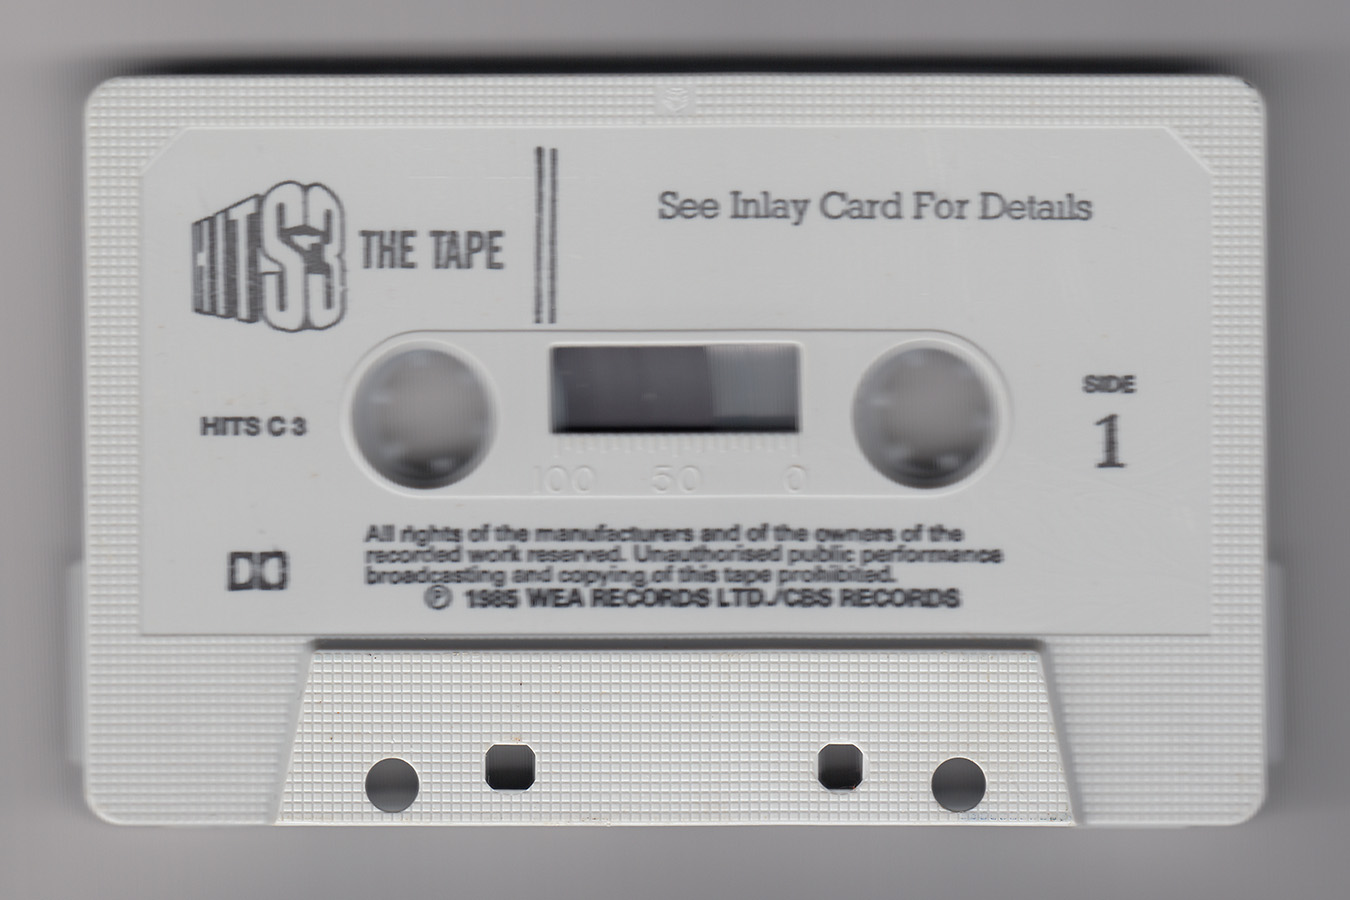 HITS3 THE TAPE
See Inlay Card For Details
HITS C 3
SIDE
1
100 50 0
All rights of the manufacturers and of the owners of the
recorded work reserved. Unauthorised public performance
broadcasting and copying of this tape prohibited.
℗ 1985 WEA RECORDS LTD./CBS RECORDS